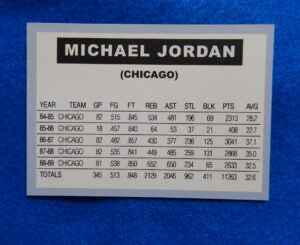 MICHAEL JORDAN
(CHICAGO)
YEAR TEAM GP FG FT REB AST STL BLK PTS AVG
84-85 CHICAGO 82 .515 .845 534 481 196 69 2313 28.2
85-86 CHICAGO 18 .457 .840 64 53 37 21 408 22.7
86-87 CHICAGO 82 .482 .857 430 377 236 125 3041 37.1
87-88 CHICAGO 82 .535 .841 449 485 259 131 2868 35.0
88-89 CHICAGO 81 .538 .850 652 650 234 65 2633 32.5
TOTALS 345 .513 .848 2129 2046 962 411 11263 32.6